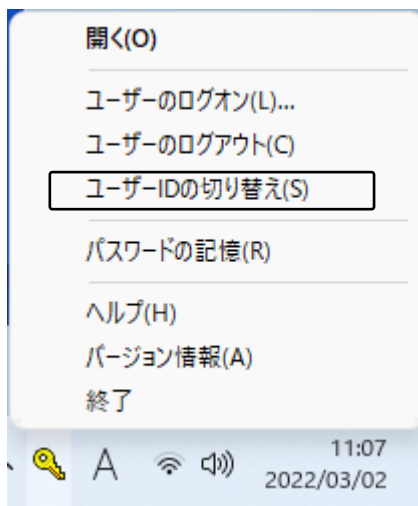 開く(O)
ユーザーのログオン(L)...
ユーザーのログアウト(C)
ユーザーIDの切り替え(S)
パスワードの記憶(R)
ヘルプ(H)
バージョン情報(A)
終了
A
11:07
2022/03/02